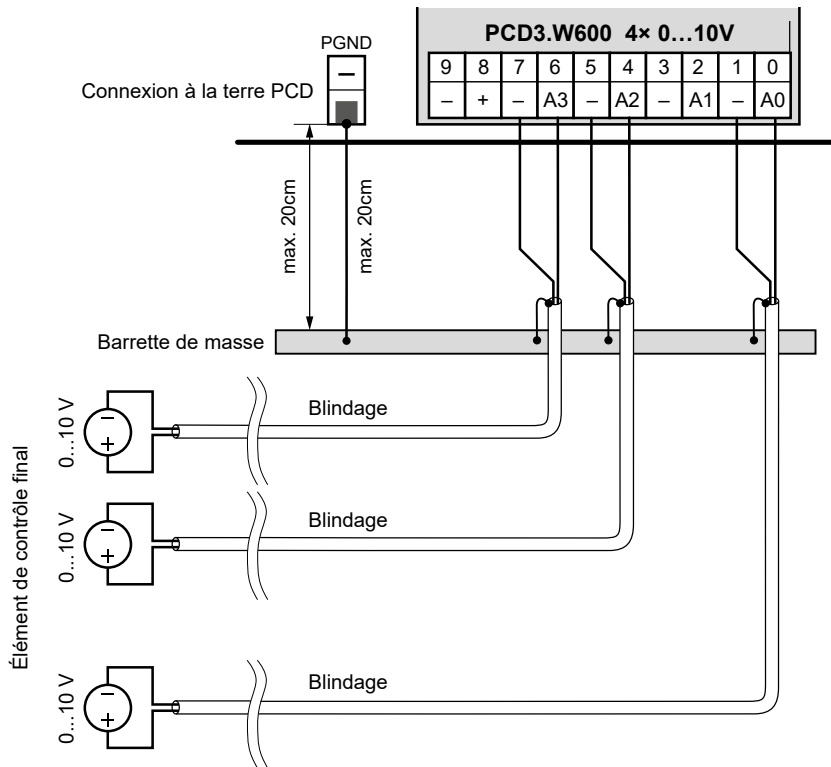 PCD3.W600 4× 0…10V
PGND
9 8 7 6 5 4 3 2 1 0
– + – A3 – A2 – A1 – A0
–
Connexion à la terre PCD
max. 20cm
max. 20cm
Barrette de masse
Élément de contrôle final
0…10 V
– +
Blindage
0…10 V
– +
Blindage
0…10 V
– +
Blindage